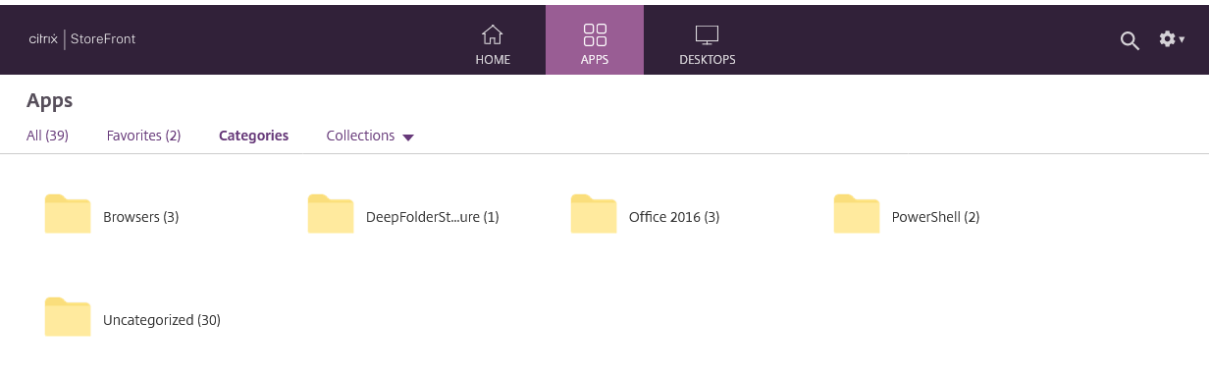 citrix | StoreFront
HOME
APPS
DESKTOPS
Apps
All (39) Favorites (2) Categories Collections
Browsers (3) DeepFolderSt...ure (1) Office 2016 (3) PowerShell (2)
Uncategorized (30)